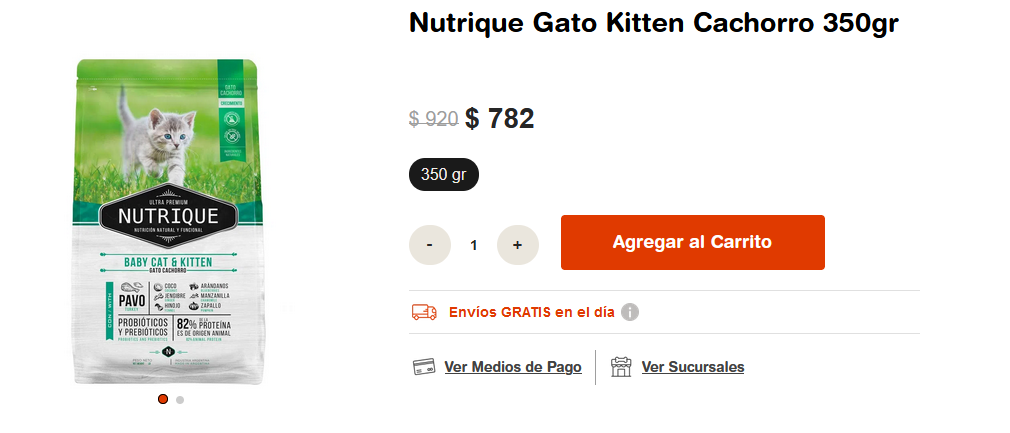 Nutrique Gato Kitten Cachorro 350gr
$ 920 $ 782
350 gr
- 1 +
Agregar al Carrito
Envíos GRATIS en el día
Ver Medios de Pago
Ver Sucursales
GATO
CACHORRO
CRECIMIENTO
ULTRA PREMIUM
NUTRIQUE
NUTRICIÓN NATURAL Y FUNCIONAL
BABY CAT & KITTEN
GATO CACHORRO
CON / WITH
PAVO
TURKEY
COCO
JENGIBRE
HINOJO
ARÁNDANOS
MANZANILLA
ZAPALLO
PROBIÓTICOS
Y PREBIÓTICOS
PROBIOTICS AND PREBIOTICS
82% DE LA PROTEÍNA
ES DE ORIGEN ANIMAL
N